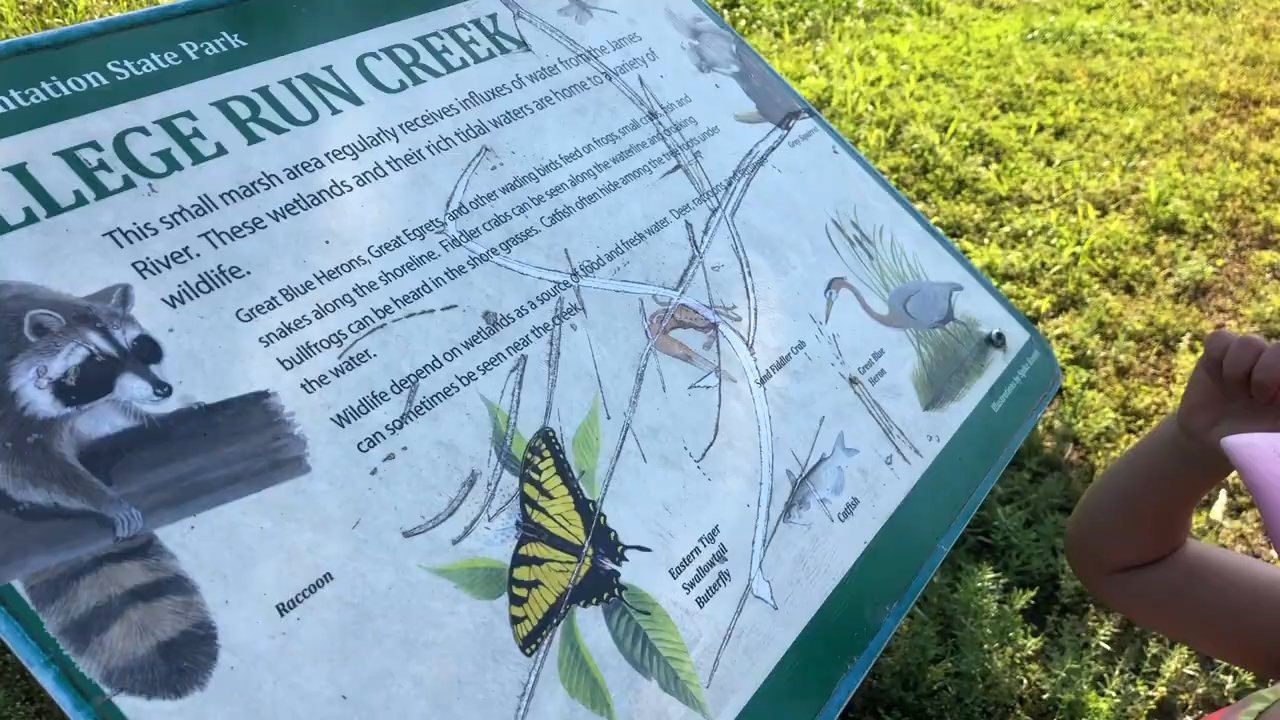 ntation State Park
LLEGE RUN CREEK
This small marsh area regularly receives influxes of water from the James
River. These wetlands and their rich tidal waters are home to a variety of
wildlife.
Great Blue Herons, Great Egrets, and other wading birds feed on frogs, small crabs, fish and
snakes along the shoreline. Fiddler crabs can be seen along the waterline and
bullfrogs can be heard in the shore grasses. Catfish often hide among the tree roots under
the water.
Wildlife depend on wetlands as a source of food and fresh water. Deer, raccoons and
can sometimes be seen near the creek.
Raccoon
Eastern Tiger
Swallowtail
Butterfly
Sand Fiddler Crab
Great Blue
Heron
Catfish
Illustrations by